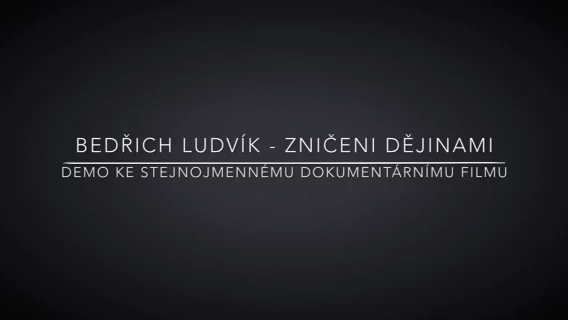 BEDŘICH LUDVÍK - ZNIČENI DĚJINAMI
DEMO KE STEJNOJMENNÉMU DOKUMENTÁRNÍMU FILMU